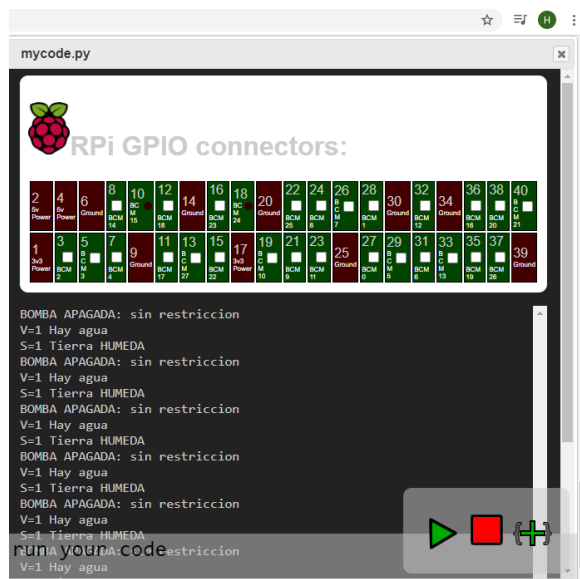 H
mycode.py
RPi GPIO connectors:
2 4 6 8 10 12 14 16 18 20 22 24 26 28 30 32 34 36 38 40
5v Power 5v Power Ground BCM 14 BCM 15 BCM 18 Ground BCM 23 BCM 24 Ground BCM 25 BCM 8 BCM 7 BCM 1 Ground BCM 12 Ground BCM 16 BCM 20 BCM 21
1 3 5 7 9 11 13 15 17 19 21 23 25 27 29 31 33 35 37 39
3v3 Power BCM 2 BCM 3 BCM 4 Ground BCM 17 BCM 27 BCM 22 3v3 Power BCM 10 BCM 9 BCM 11 Ground BCM 0 BCM 5 BCM 6 BCM 13 BCM 19 BCM 26 Ground
BOMBA APAGADA: sin restriccion
V=1 Hay agua
S=1 Tierra HUMEDA
BOMBA APAGADA: sin restriccion
V=1 Hay agua
S=1 Tierra HUMEDA
BOMBA APAGADA: sin restriccion
V=1 Hay agua
S=1 Tierra HUMEDA
BOMBA APAGADA: sin restriccion
V=1 Hay agua
S=1 Tierra HUMEDA
BOMBA APAGADA: sin restriccion
V=1 Hay agua
S=1 Tierra HUMEDA
BOMBA APAGADA: sin restriccion
run your code
V=1 Hay agua